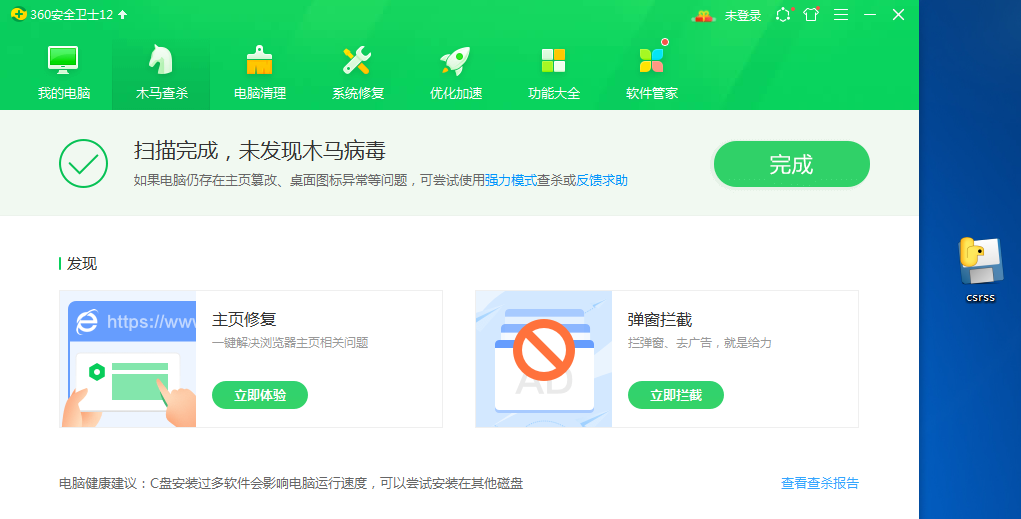 360安全卫士12
未登录
我的电脑
木马查杀
电脑清理
系统修复
优化加速
功能大全
软件管家
扫描完成，未发现木马病毒
如果电脑仍存在主页篡改、桌面图标异常等问题，可尝试使用强力模式查杀或反馈求助
完成
发现
https://www
主页修复
一键解决浏览器主页相关问题
立即体验
AD
弹窗拦截
拦弹窗、去广告，就是给力
立即拦截
电脑健康建议：C盘安装过多软件会影响电脑运行速度，可以尝试安装在其他磁盘
查看查杀报告
csrss